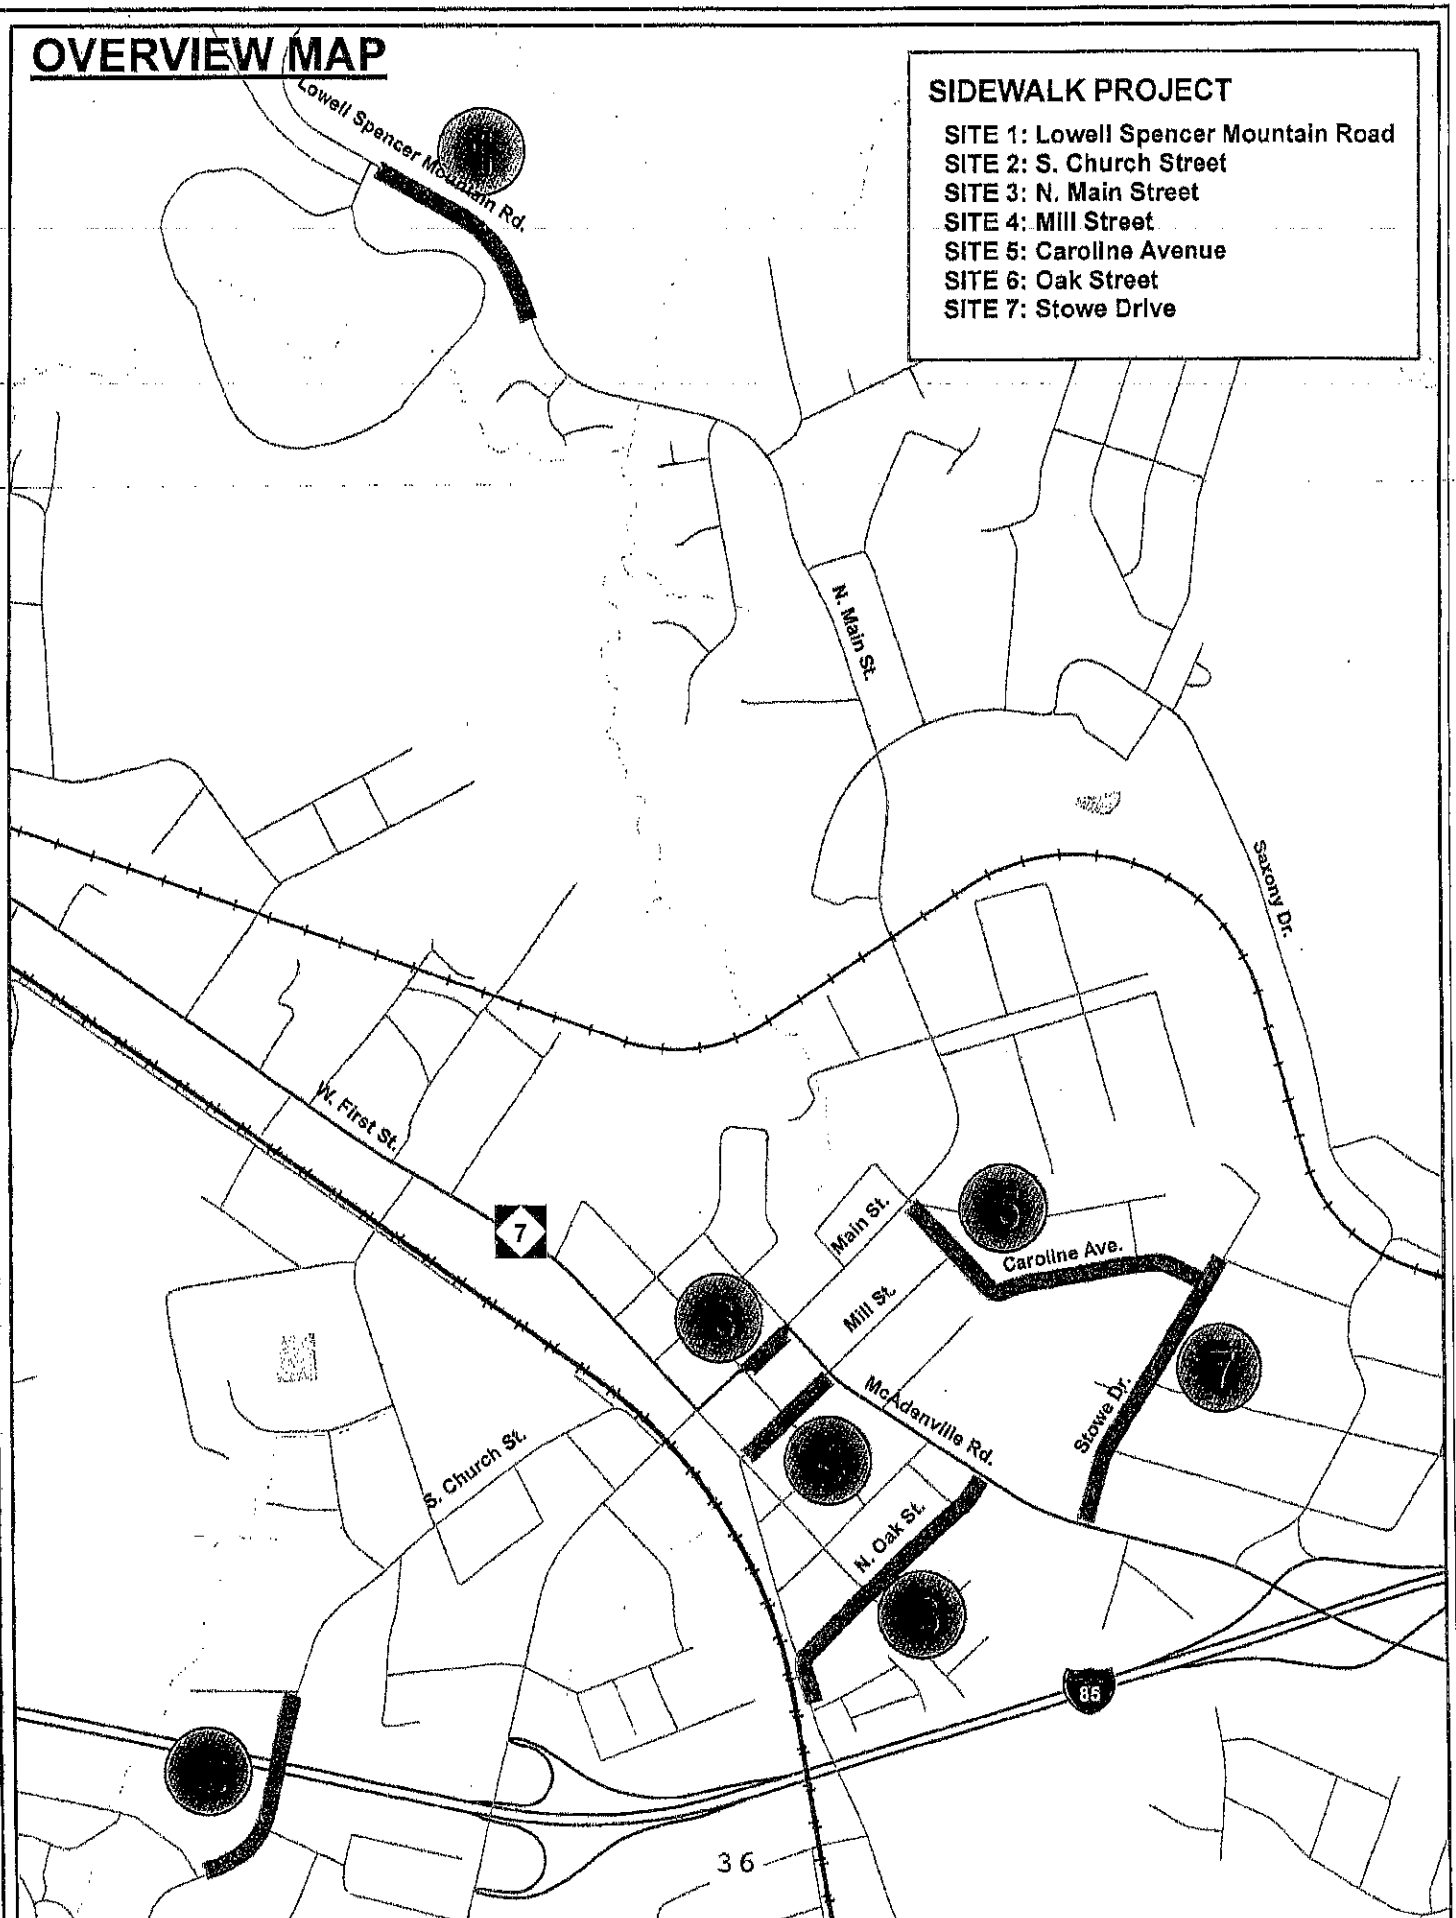 OVERVIEW MAP
SIDEWALK PROJECT
SITE 1: Lowell Spencer Mountain Road
SITE 2: S. Church Street
SITE 3: N. Main Street
SITE 4: Mill Street
SITE 5: Caroline Avenue
SITE 6: Oak Street
SITE 7: Stowe Drive
Lowell Spencer Mountain Rd.
N. Main St.
Saxony Dr.
W. First St.
7
Main St.
Caroline Ave.
Mill St.
3
7
McAdenville Rd.
Stowe Dr.
S. Church St.
N. Oak St.
85
36